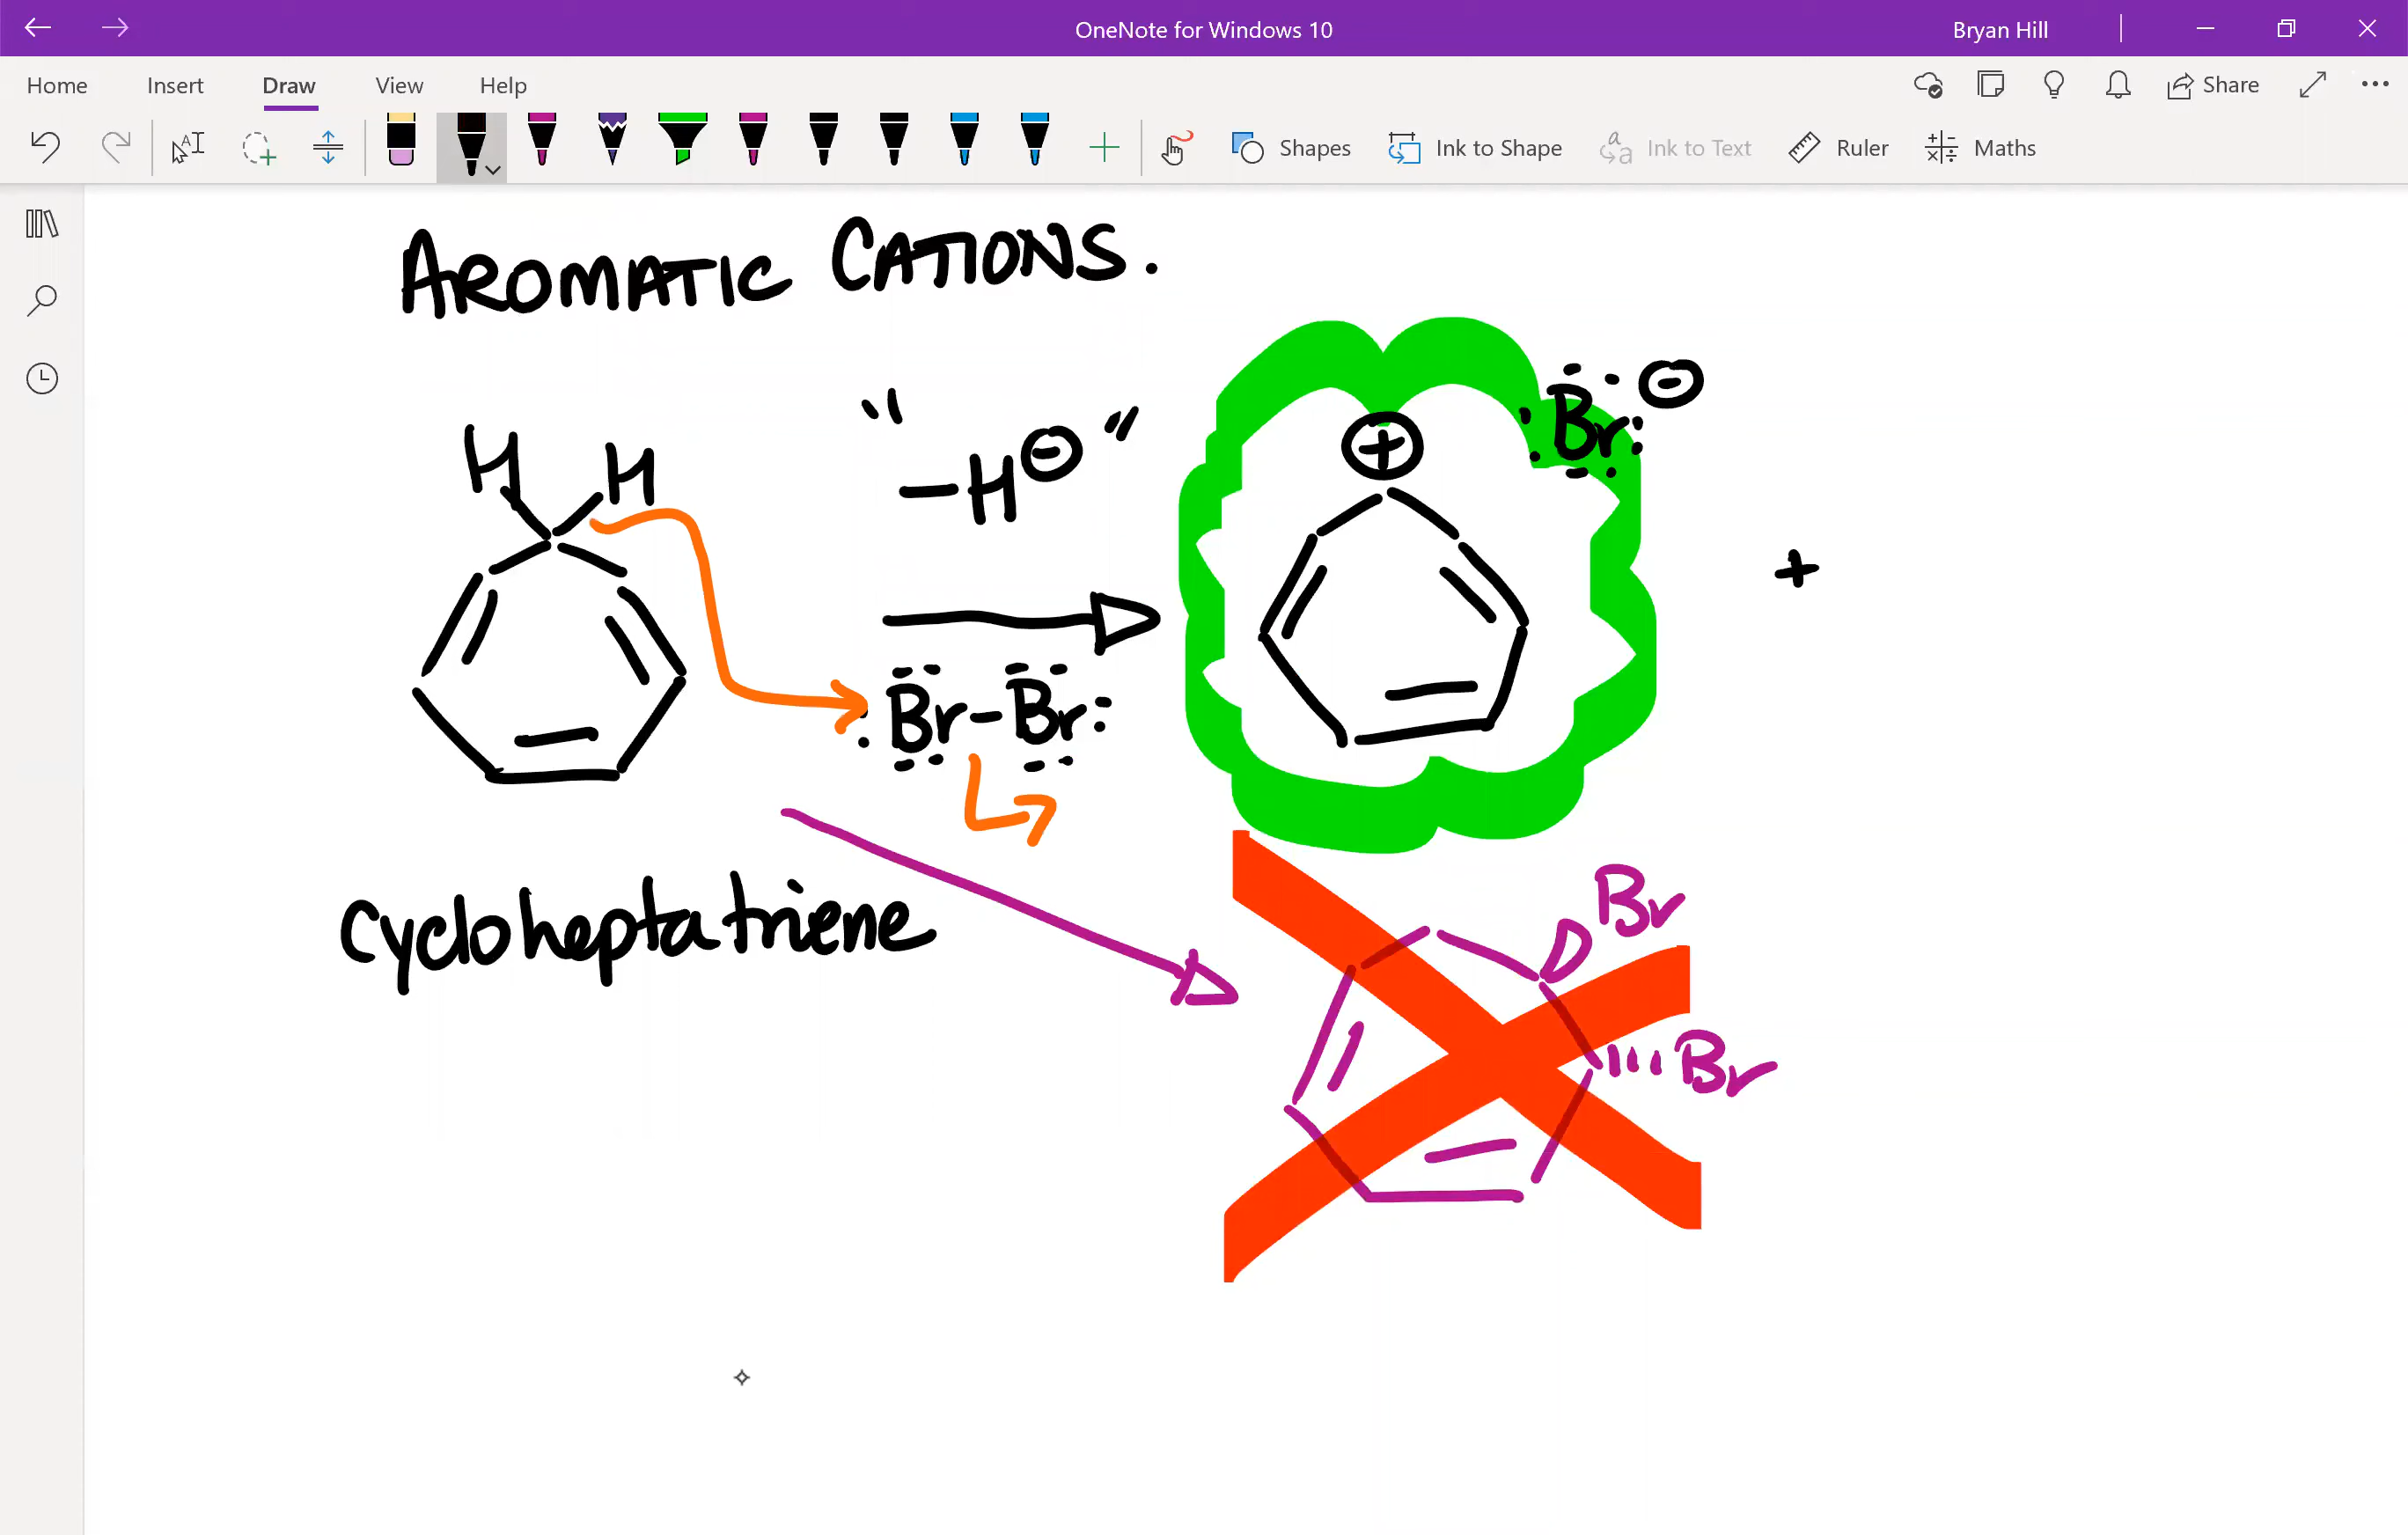 OneNote for Windows 10
Bryan Hill
Home Insert Draw View Help
Share
Shapes Ink to Shape Ink to Text Ruler Maths
AROMATIC CATIONS.
H H
" −H⊖ "
⊕
:Br:⊖
+
:Br−Br:
cycloheptatriene
Br
Br